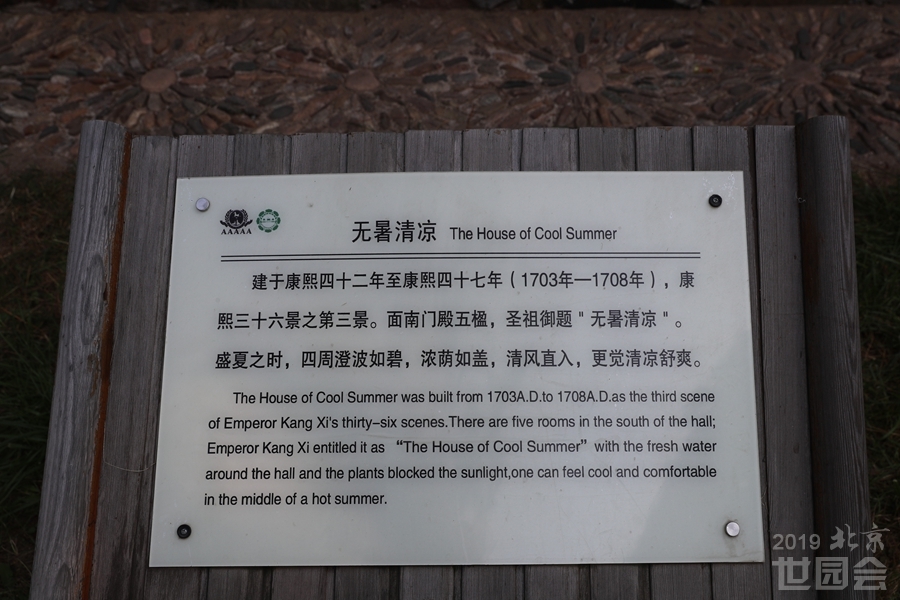 AAAAA
无暑清凉 The House of Cool Summer
建于康熙四十二年至康熙四十七年（1703年—1708年），康
熙三十六景之第三景。面南门殿五楹，圣祖御题"无暑清凉"。
盛夏之时，四周澄波如碧，浓荫如盖，清风直入，更觉清凉舒爽。
The House of Cool Summer was built from 1703A.D.to 1708A.D.as the third scene
of Emperor Kang Xi's thirty-six scenes.There are five rooms in the south of the hall;
Emperor Kang Xi entitled it as “The House of Cool Summer” with the fresh water
around the hall and the plants blocked the sunlight,one can feel cool and comfortable
in the middle of a hot summer.
2019 北京
世园会